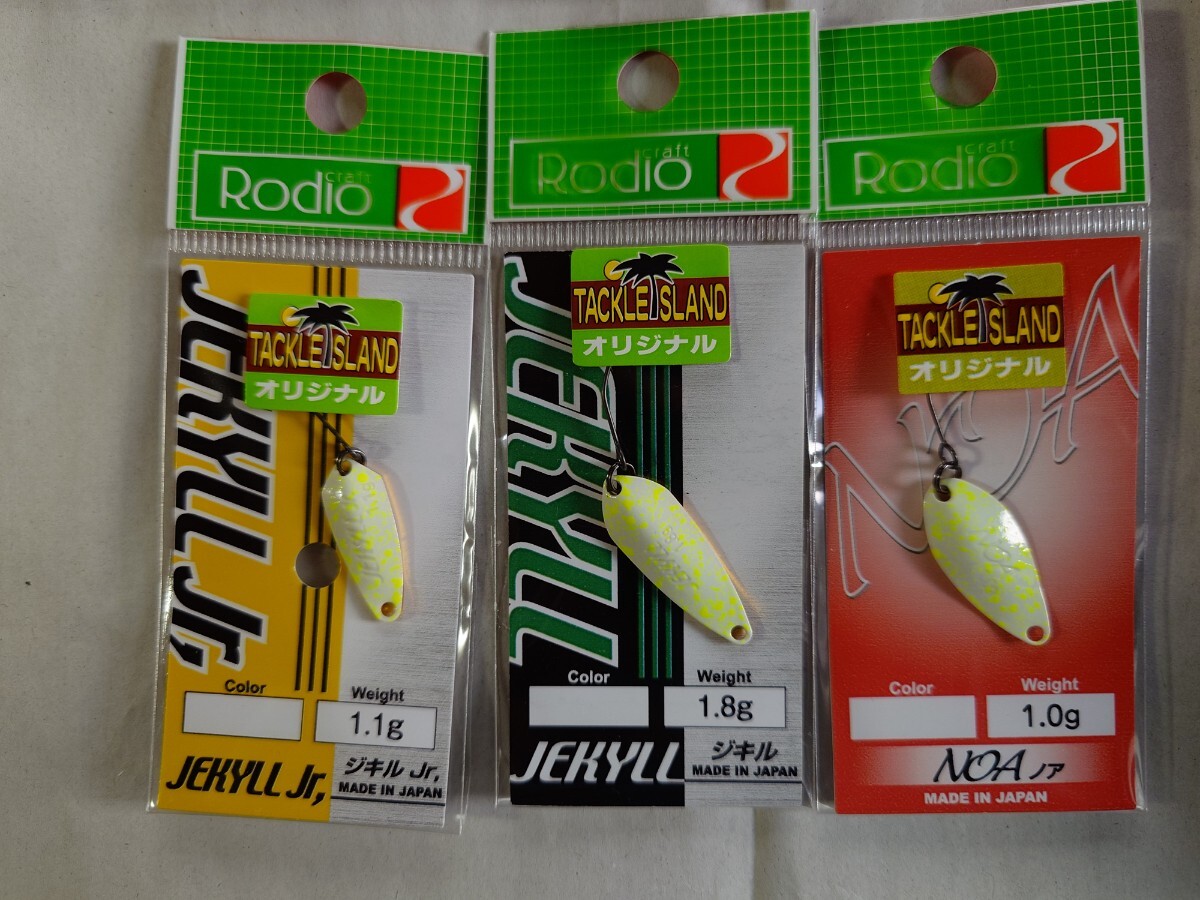 Rodio craft
JEKYLL Jr,
TACKLE ISLAND
オリジナル
Color
Weight
1.1g
JEKYLL Jr,
ジキル Jr,
MADE IN JAPAN
Rodio craft
JEKYLL
TACKLE ISLAND
オリジナル
Color
Weight
1.8g
JEKYLL
ジキル
MADE IN JAPAN
Rodio craft
NOA
TACKLE ISLAND
オリジナル
Color
Weight
1.0g
NOA ノア
MADE IN JAPAN